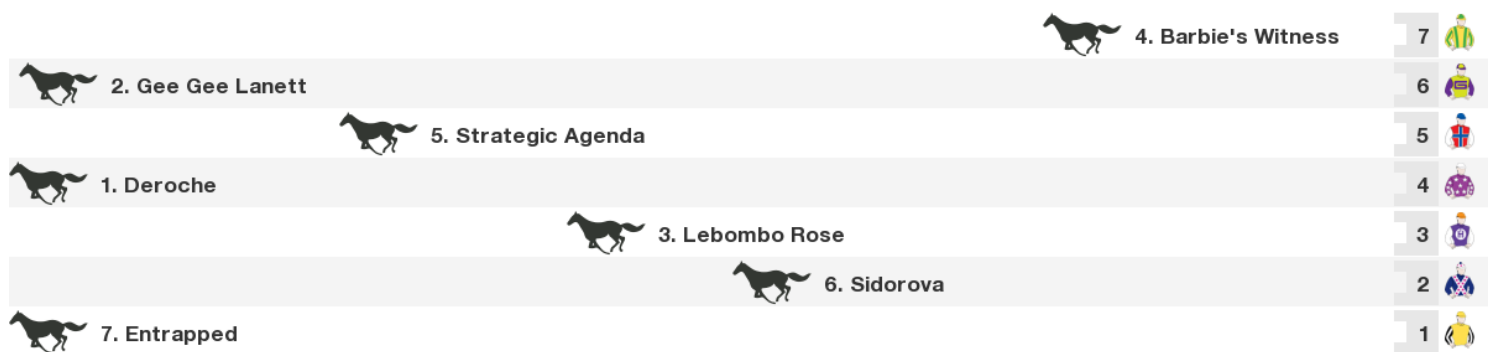 4. Barbie's Witness 7
2. Gee Gee Lanett 6
5. Strategic Agenda 5
1. Deroche 4
3. Lebombo Rose 3
6. Sidorova 2
7. Entrapped 1